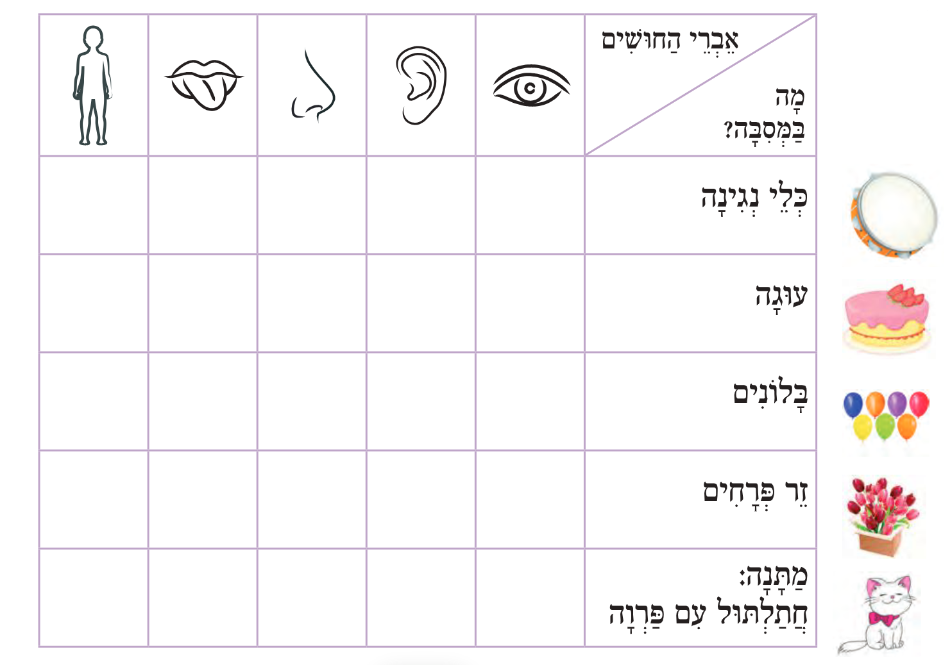 אֵבְרֵי הַחוּשִׁים
מָה
בַּמְּסִבָּה?
כְּלֵי נְגִינָה
עוּגָה
בָּלוֹנִים
זֵר פְּרָחִים
מַתָּנָה:
חֲתַלְתּוּל עִם פַּרְוָה